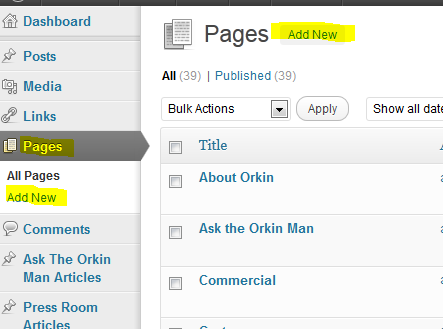 Dashboard
Posts
Media
Links
Pages
All Pages
Add New
Comments
Ask The Orkin
Man Articles
Press Room
Articles
Pages Add New
All (39) | Published (39)
Bulk Actions Apply Show all date
Title
About Orkin
Ask the Orkin Man
Commercial